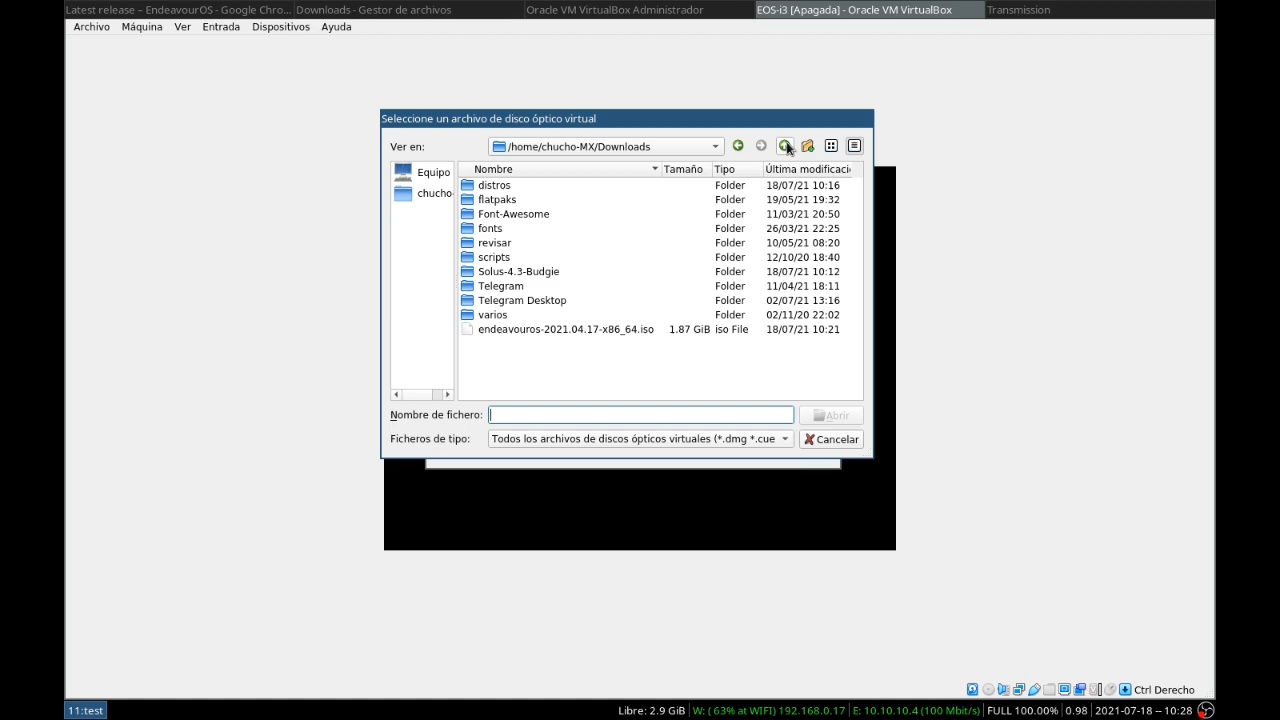 Latest release – EndeavourOS - Google Chro... Downloads - Gestor de archivos Oracle VM VirtualBox Administrador EOS-i3 [Apagada] - Oracle VM VirtualBox Transmission
Archivo Máquina Ver Entrada Dispositivos Ayuda
Seleccione un archivo de disco óptico virtual
Ver en: /home/chucho-MX/Downloads
Equipo
chucho-
Nombre Tamaño Tipo Última modificaci
distros Folder 18/07/21 10:16
flatpaks Folder 19/05/21 19:32
Font-Awesome Folder 11/03/21 20:50
fonts Folder 26/03/21 22:25
revisar Folder 10/05/21 08:20
scripts Folder 12/10/20 18:40
Solus-4.3-Budgie Folder 18/07/21 10:12
Telegram Folder 11/04/21 18:11
Telegram Desktop Folder 02/07/21 13:16
varios Folder 02/11/20 22:02
endeavouros-2021.04.17-x86_64.iso 1.87 GiB iso File 18/07/21 10:21
Nombre de fichero: Abrir
Ficheros de tipo: Todos los archivos de discos ópticos virtuales (*.dmg *.cue Cancelar
Ctrl Derecho
11:test Libre: 2.9 GiB W: ( 63% at WIFI) 192.168.0.17 E: 10.10.10.4 (100 Mbit/s) FULL 100.00% 0.98 2021-07-18 -- 10:28